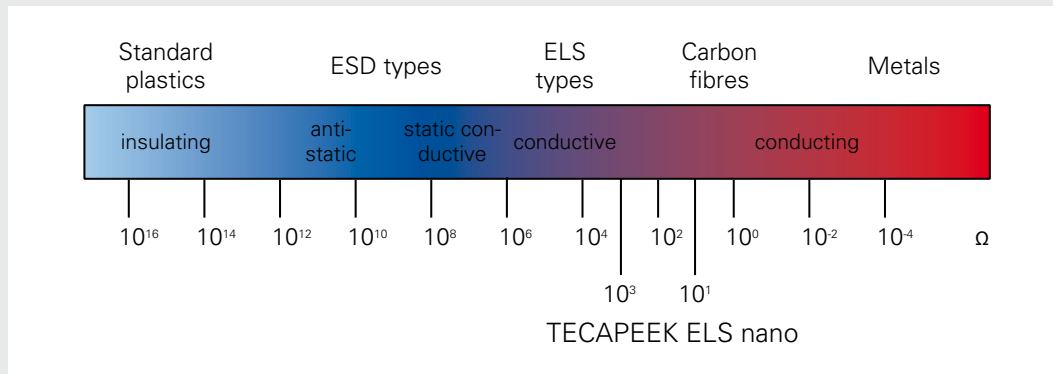 Standard
plastics
ESD types
ELS
types
Carbon
fibres
Metals
insulating
anti-
static
static con-
ductive
conductive
conducting
10¹⁶ 10¹⁴ 10¹² 10¹⁰ 10⁸ 10⁶ 10⁴ 10² 10⁰ 10⁻² 10⁻⁴ Ω
10³ 10¹
TECAPEEK ELS nano